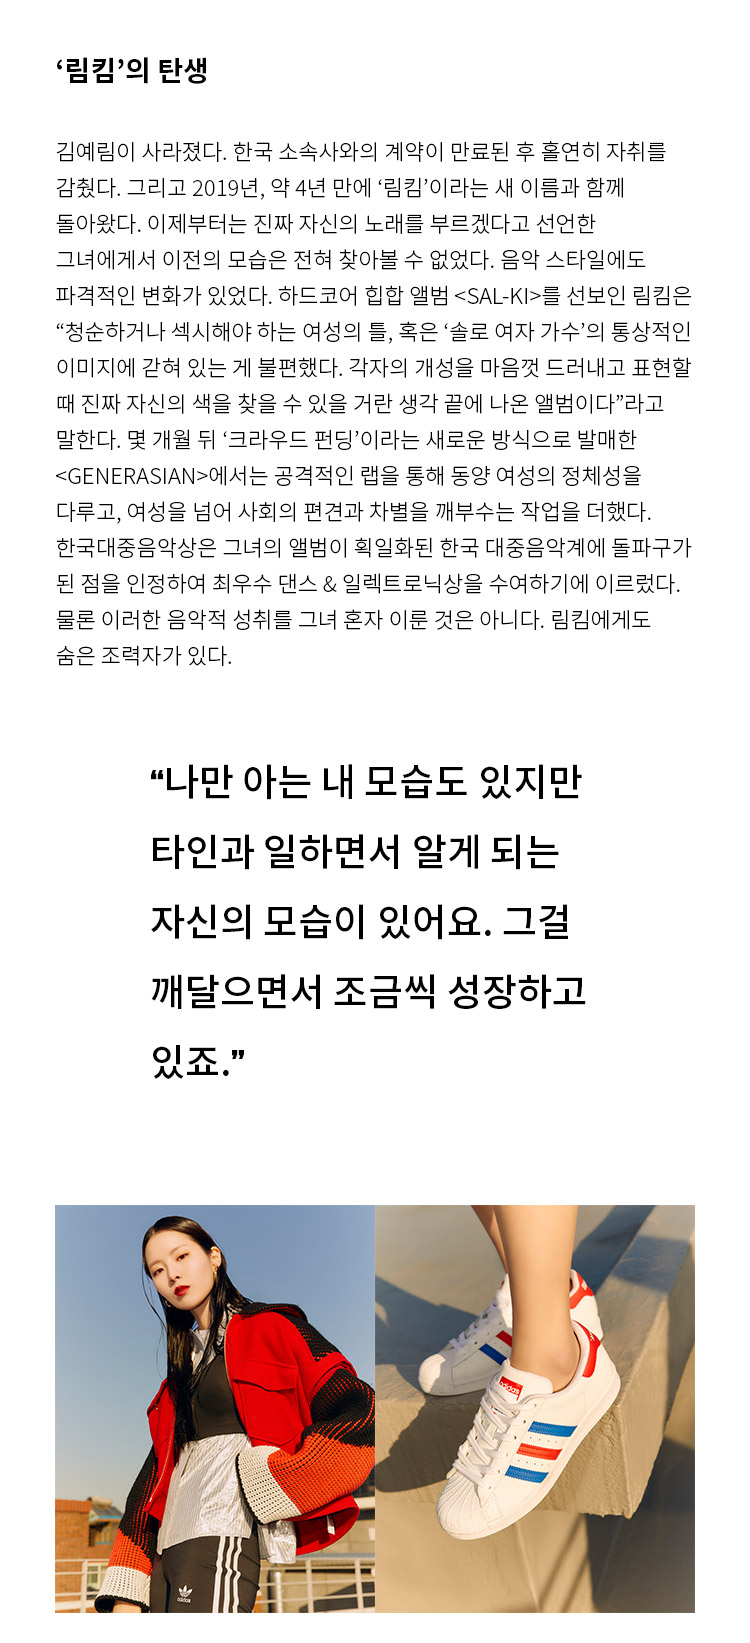 ‘림킴’의 탄생
김예림이 사라졌다. 한국 소속사와의 계약이 만료된 후 홀연히 자취를
감췄다. 그리고 2019년, 약 4년 만에 ‘림킴’이라는 새 이름과 함께
돌아왔다. 이제부터는 진짜 자신의 노래를 부르겠다고 선언한
그녀에게서 이전의 모습은 전혀 찾아볼 수 없었다. 음악 스타일에도
파격적인 변화가 있었다. 하드코어 힙합 앨범 <SAL-KI>를 선보인 림킴은
“청순하거나 섹시해야 하는 여성의 틀, 혹은 ‘솔로 여자 가수’의 통상적인
이미지에 갇혀 있는 게 불편했다. 각자의 개성을 마음껏 드러내고 표현할
때 진짜 자신의 색을 찾을 수 있을 거란 생각 끝에 나온 앨범이다”라고
말한다. 몇 개월 뒤 ‘크라우드 펀딩’이라는 새로운 방식으로 발매한
<GENERASIAN>에서는 공격적인 랩을 통해 동양 여성의 정체성을
다루고, 여성을 넘어 사회의 편견과 차별을 깨부수는 작업을 더했다.
한국대중음악상은 그녀의 앨범이 획일화된 한국 대중음악계에 돌파구가
된 점을 인정하여 최우수 댄스 & 일렉트로닉상을 수여하기에 이르렀다.
물론 이러한 음악적 성취를 그녀 혼자 이룬 것은 아니다. 림킴에게도
숨은 조력자가 있다.
“나만 아는 내 모습도 있지만
타인과 일하면서 알게 되는
자신의 모습이 있어요. 그걸
깨달으면서 조금씩 성장하고
있죠.”
adidas
adidas